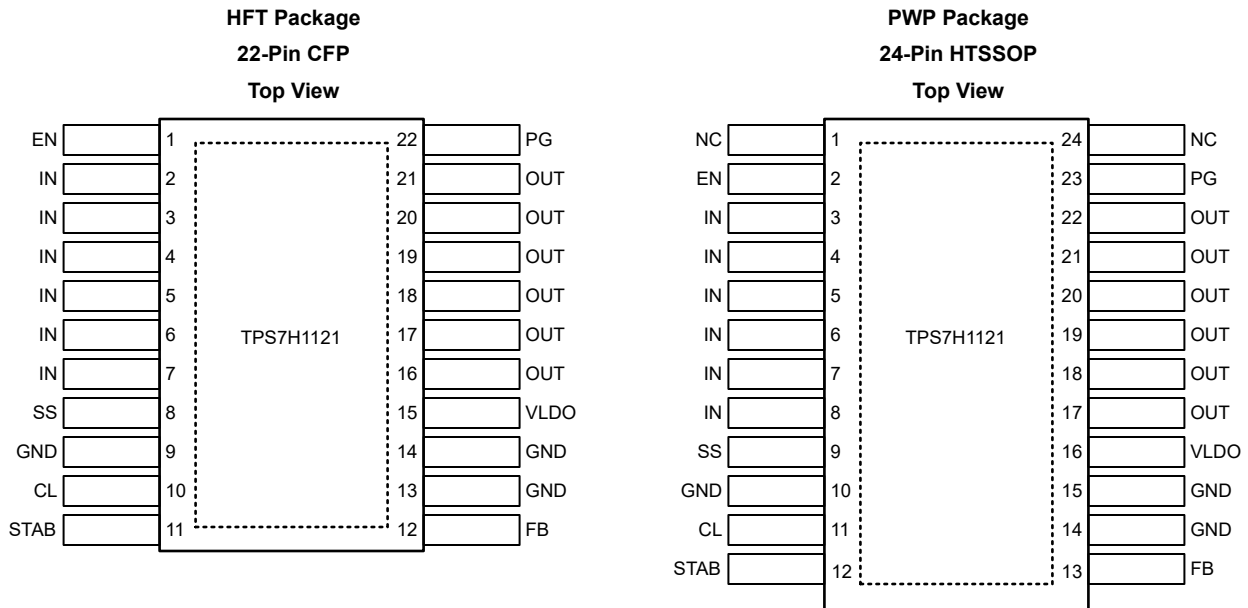 HFT Package
22-Pin CFP
Top View
EN 1 22 PG
IN 2 21 OUT
IN 3 20 OUT
IN 4 19 OUT
IN 5 18 OUT
IN 6 TPS7H1121 17 OUT
IN 7 16 OUT
SS 8 15 VLDO
GND 9 14 GND
CL 10 13 GND
STAB 11 12 FB
PWP Package
24-Pin HTSSOP
Top View
NC 1 24 NC
EN 2 23 PG
IN 3 22 OUT
IN 4 21 OUT
IN 5 20 OUT
IN 6 TPS7H1121 19 OUT
IN 7 18 OUT
IN 8 17 OUT
SS 9 16 VLDO
GND 10 15 GND
CL 11 14 GND
STAB 12 13 FB